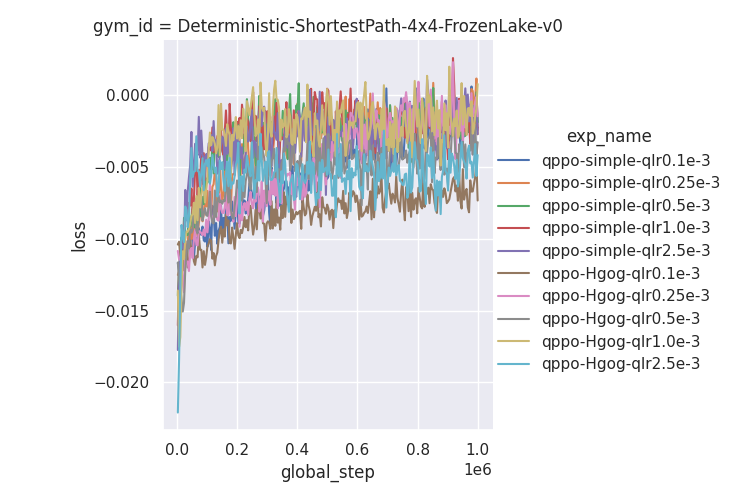 gym_id = Deterministic-ShortestPath-4x4-FrozenLake-v0
0.000
−0.005
−0.010
−0.015
−0.020
loss
0.0 0.2 0.4 0.6 0.8 1.0
1e6
global_step
exp_name
qppo-simple-qlr0.1e-3
qppo-simple-qlr0.25e-3
qppo-simple-qlr0.5e-3
qppo-simple-qlr1.0e-3
qppo-simple-qlr2.5e-3
qppo-Hgog-qlr0.1e-3
qppo-Hgog-qlr0.25e-3
qppo-Hgog-qlr0.5e-3
qppo-Hgog-qlr1.0e-3
qppo-Hgog-qlr2.5e-3